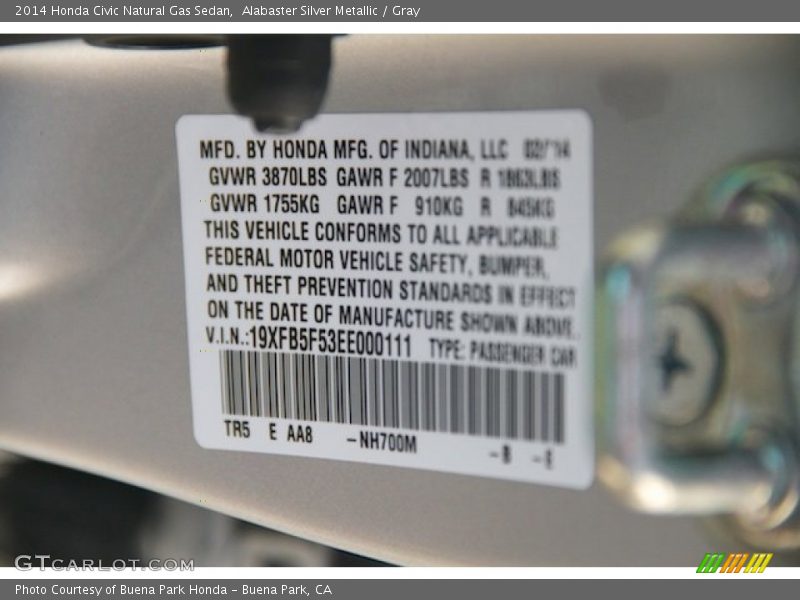 2014 Honda Civic Natural Gas Sedan,  Alabaster Silver Metallic / Gray
MFD. BY HONDA MFG. OF INDIANA, LLC 02/'14
GVWR 3870LBS GAWR F 2007LBS R 1863LBS
GVWR 1755KG GAWR F 910KG R 845KG
THIS VEHICLE CONFORMS TO ALL APPLICABLE
FEDERAL MOTOR VEHICLE SAFETY, BUMPER,
AND THEFT PREVENTION STANDARDS IN EFFECT
ON THE DATE OF MANUFACTURE SHOWN ABOVE.
V.I.N.:19XFB5F53EE000111 TYPE: PASSENGER CAR
TR5 E AA8 –NH700M –B –E
GTCARLOT.COM
Photo Courtesy of Buena Park Honda – Buena Park, CA